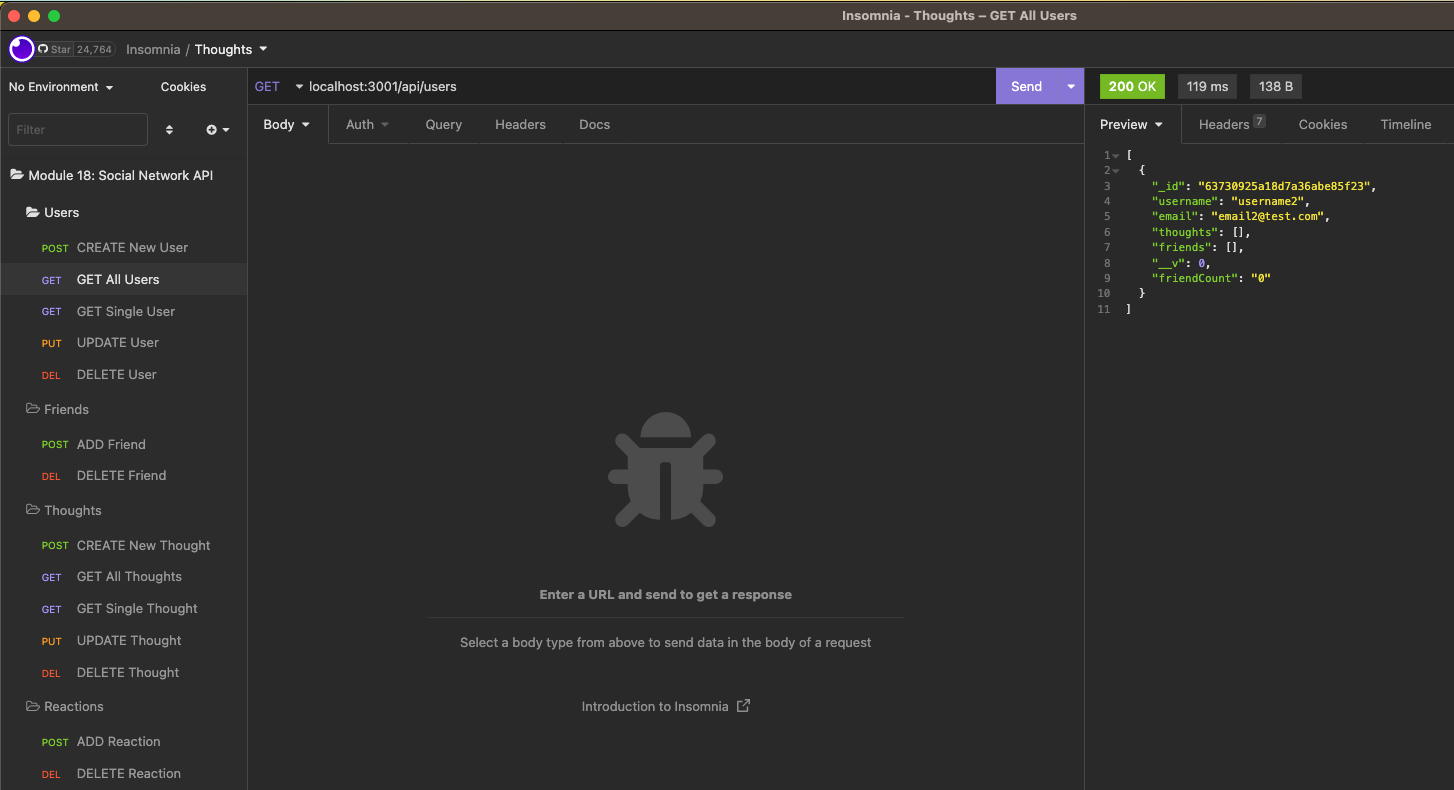 Insomnia - Thoughts – GET All Users
Star 24,764 Insomnia / Thoughts
No Environment Cookies
Filter
Module 18: Social Network API
Users
POST CREATE New User
GET GET All Users
GET GET Single User
PUT UPDATE User
DEL DELETE User
Friends
POST ADD Friend
DEL DELETE Friend
Thoughts
POST CREATE New Thought
GET GET All Thoughts
GET GET Single Thought
PUT UPDATE Thought
DEL DELETE Thought
Reactions
POST ADD Reaction
DEL DELETE Reaction
GET localhost:3001/api/users Send
Body Auth Query Headers Docs
Enter a URL and send to get a response
Select a body type from above to send data in the body of a request
Introduction to Insomnia
200 OK 119 ms 138 B
Preview Headers 7 Cookies Timeline
1 [
2 {
3 "_id": "63730925a18d7a36abe85f23",
4 "username": "username2",
5 "email": "email2@test.com",
6 "thoughts": [],
7 "friends": [],
8 "__v": 0,
9 "friendCount": "0"
10 }
11 ]